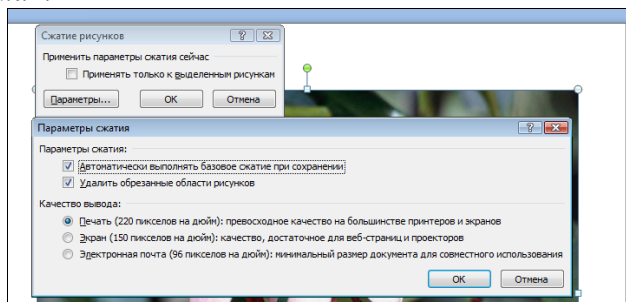 Сжатие рисунков
Применить параметры сжатия сейчас
Применять только к выделенным рисункам
Параметры...
ОК
Отмена
Параметры сжатия
Параметры сжатия:
Автоматически выполнять базовое сжатие при сохранении
Удалить обрезанные области рисунков
Качество вывода:
Печать (220 пикселов на дюйм): превосходное качество на большинстве принтеров и экранов
Экран (150 пикселов на дюйм): качество, достаточное для веб-страниц и проекторов
Электронная почта (96 пикселов на дюйм): минимальный размер документа для совместного использования
ОК
Отмена